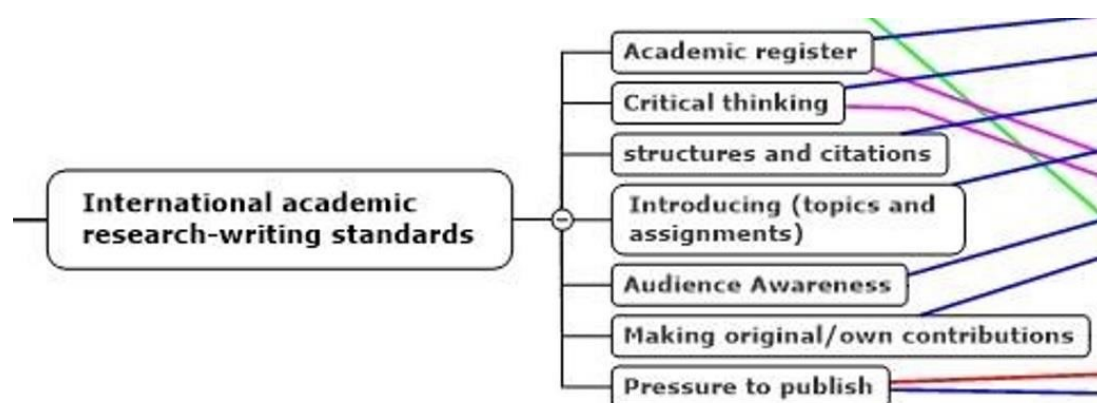 International academic
research-writing standards
Academic register
Critical thinking
structures and citations
Introducing (topics and
assignments)
Audience Awareness
Making original/own contributions
Pressure to publish